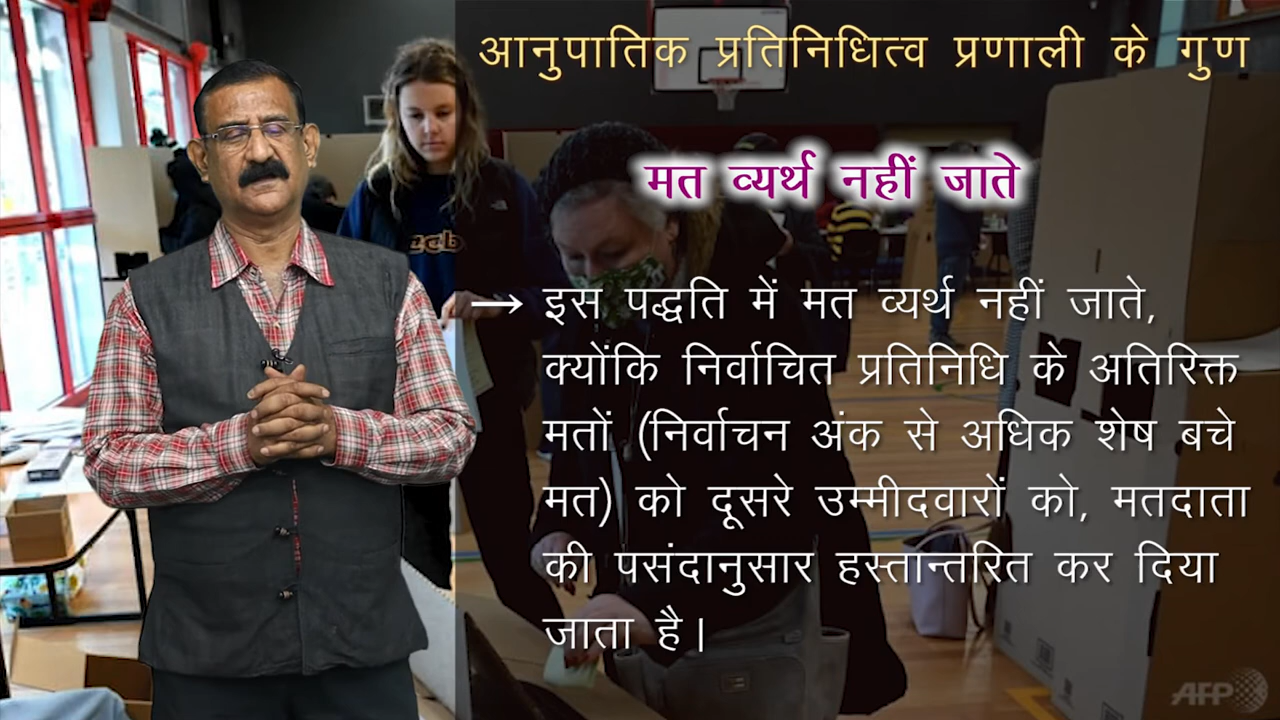 आनुपातिक प्रतिनिधित्व प्रणाली के गुण
मत व्यर्थ नहीं जाते
→ इस पद्धति में मत व्यर्थ नहीं जाते,
क्योंकि निर्वाचित प्रतिनिधि के अतिरिक्त
मतों (निर्वाचन अंक से अधिक शेष बचे
मत) को दूसरे उम्मीदवारों को, मतदाता
की पसंदानुसार हस्तान्तरित कर दिया
जाता है।
AFP